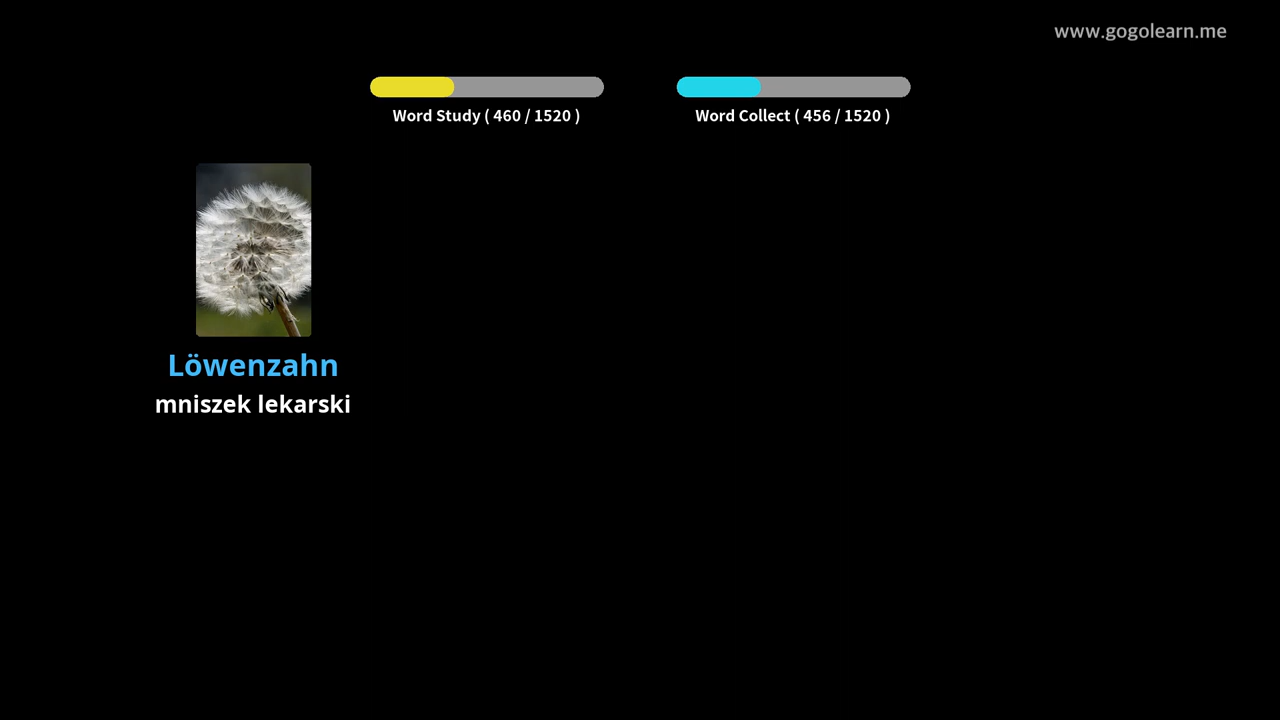 www.gogolearn.me
Word Study ( 460 / 1520 )
Word Collect ( 456 / 1520 )
Löwenzahn
mniszek lekarski